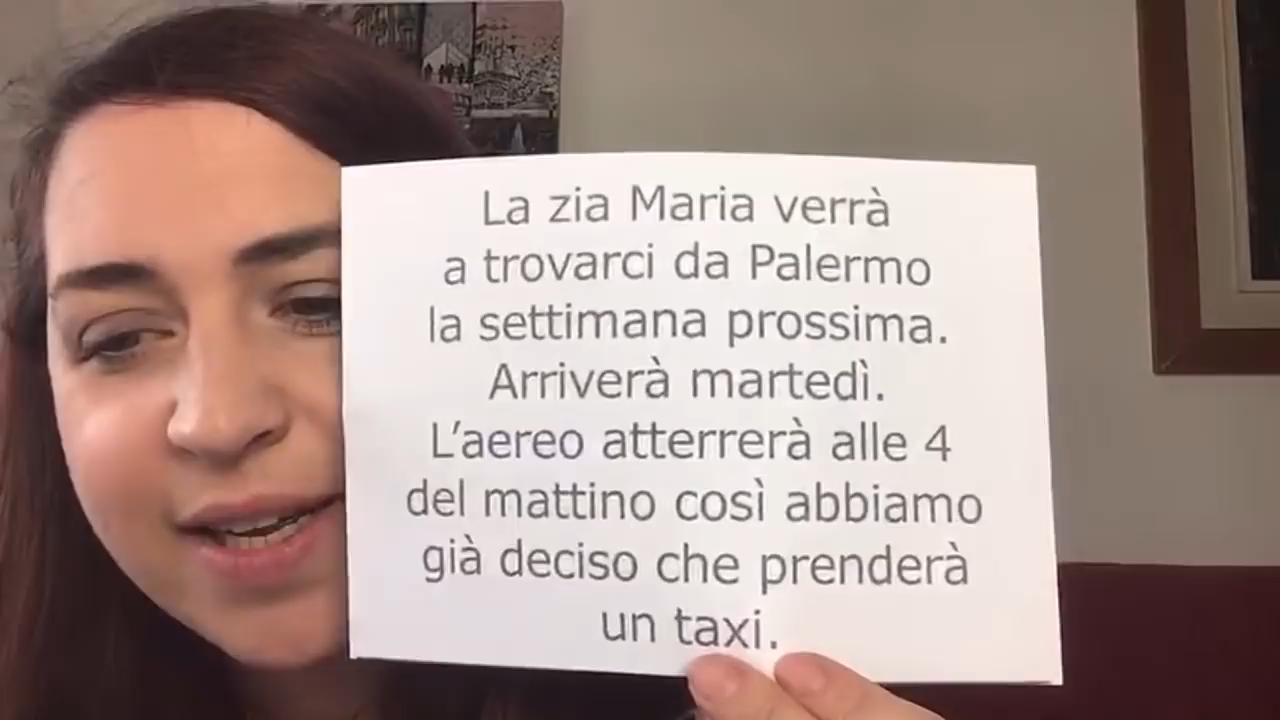 La zia Maria verrà
a trovarci da Palermo
la settimana prossima.
Arriverà martedì.
L’aereo atterrerà alle 4
del mattino così abbiamo
già deciso che prenderà
un taxi.